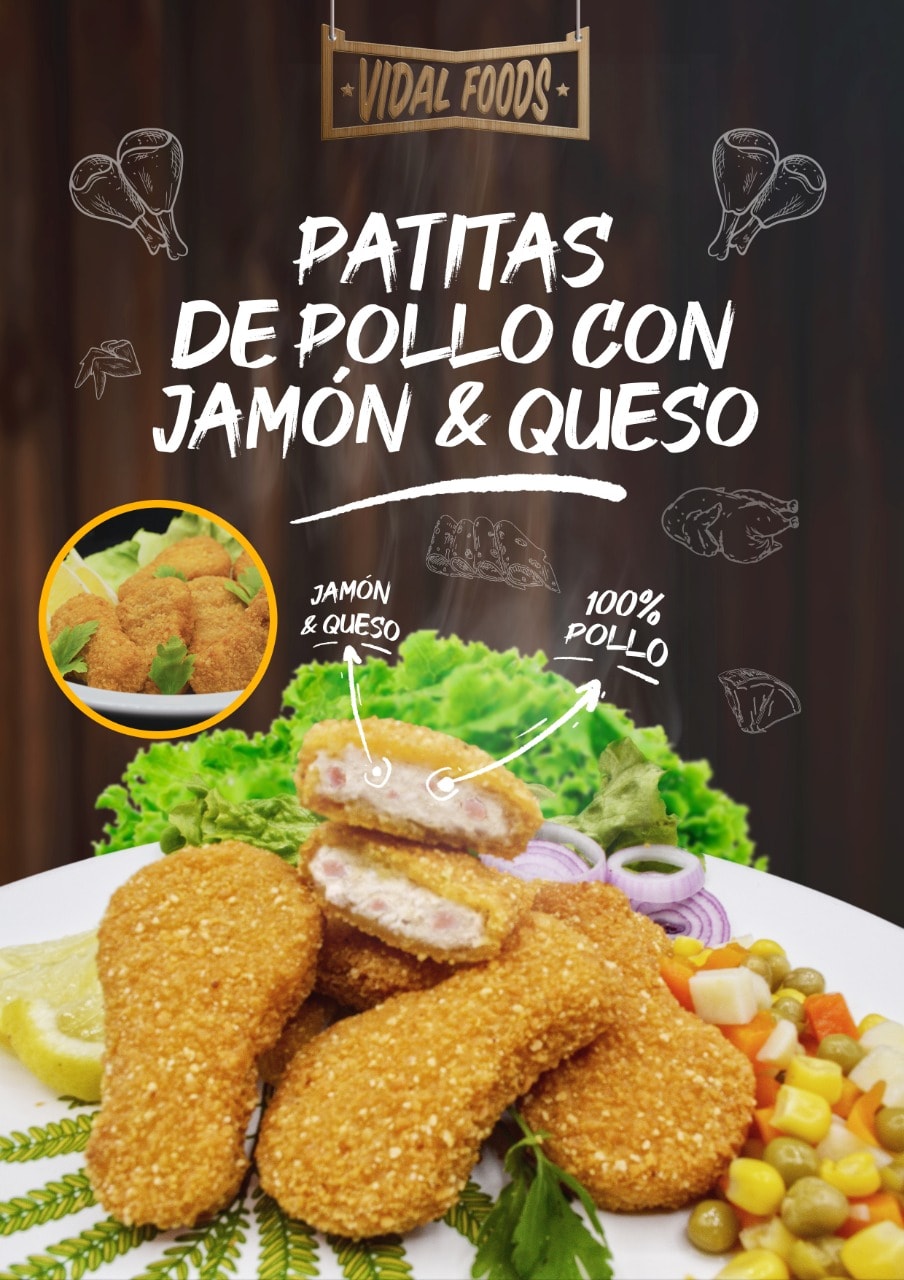 VIDAL FOODS
PATITAS
DE POLLO CON
JAMÓN & QUESO
JAMÓN
& QUESO
100%
POLLO